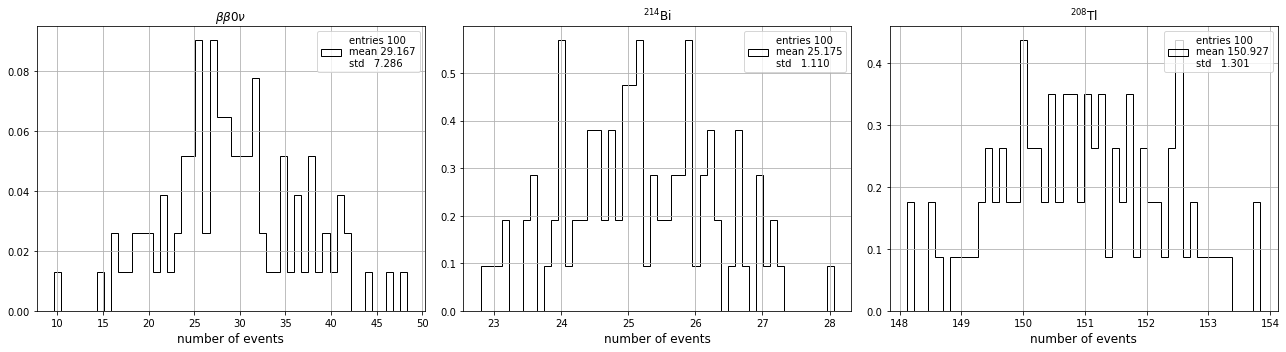 ββ0ν
entries 100
mean 29.167
std 7.286
0.08
0.06
0.04
0.02
0.00
10 15 20 25 30 35 40 45 50
number of events
²¹⁴Bi
entries 100
mean 25.175
std 1.110
0.5
0.4
0.3
0.2
0.1
0.0
23 24 25 26 27 28
number of events
²⁰⁸Tl
entries 100
mean 150.927
std 1.301
0.4
0.3
0.2
0.1
0.0
148 149 150 151 152 153 154
number of events